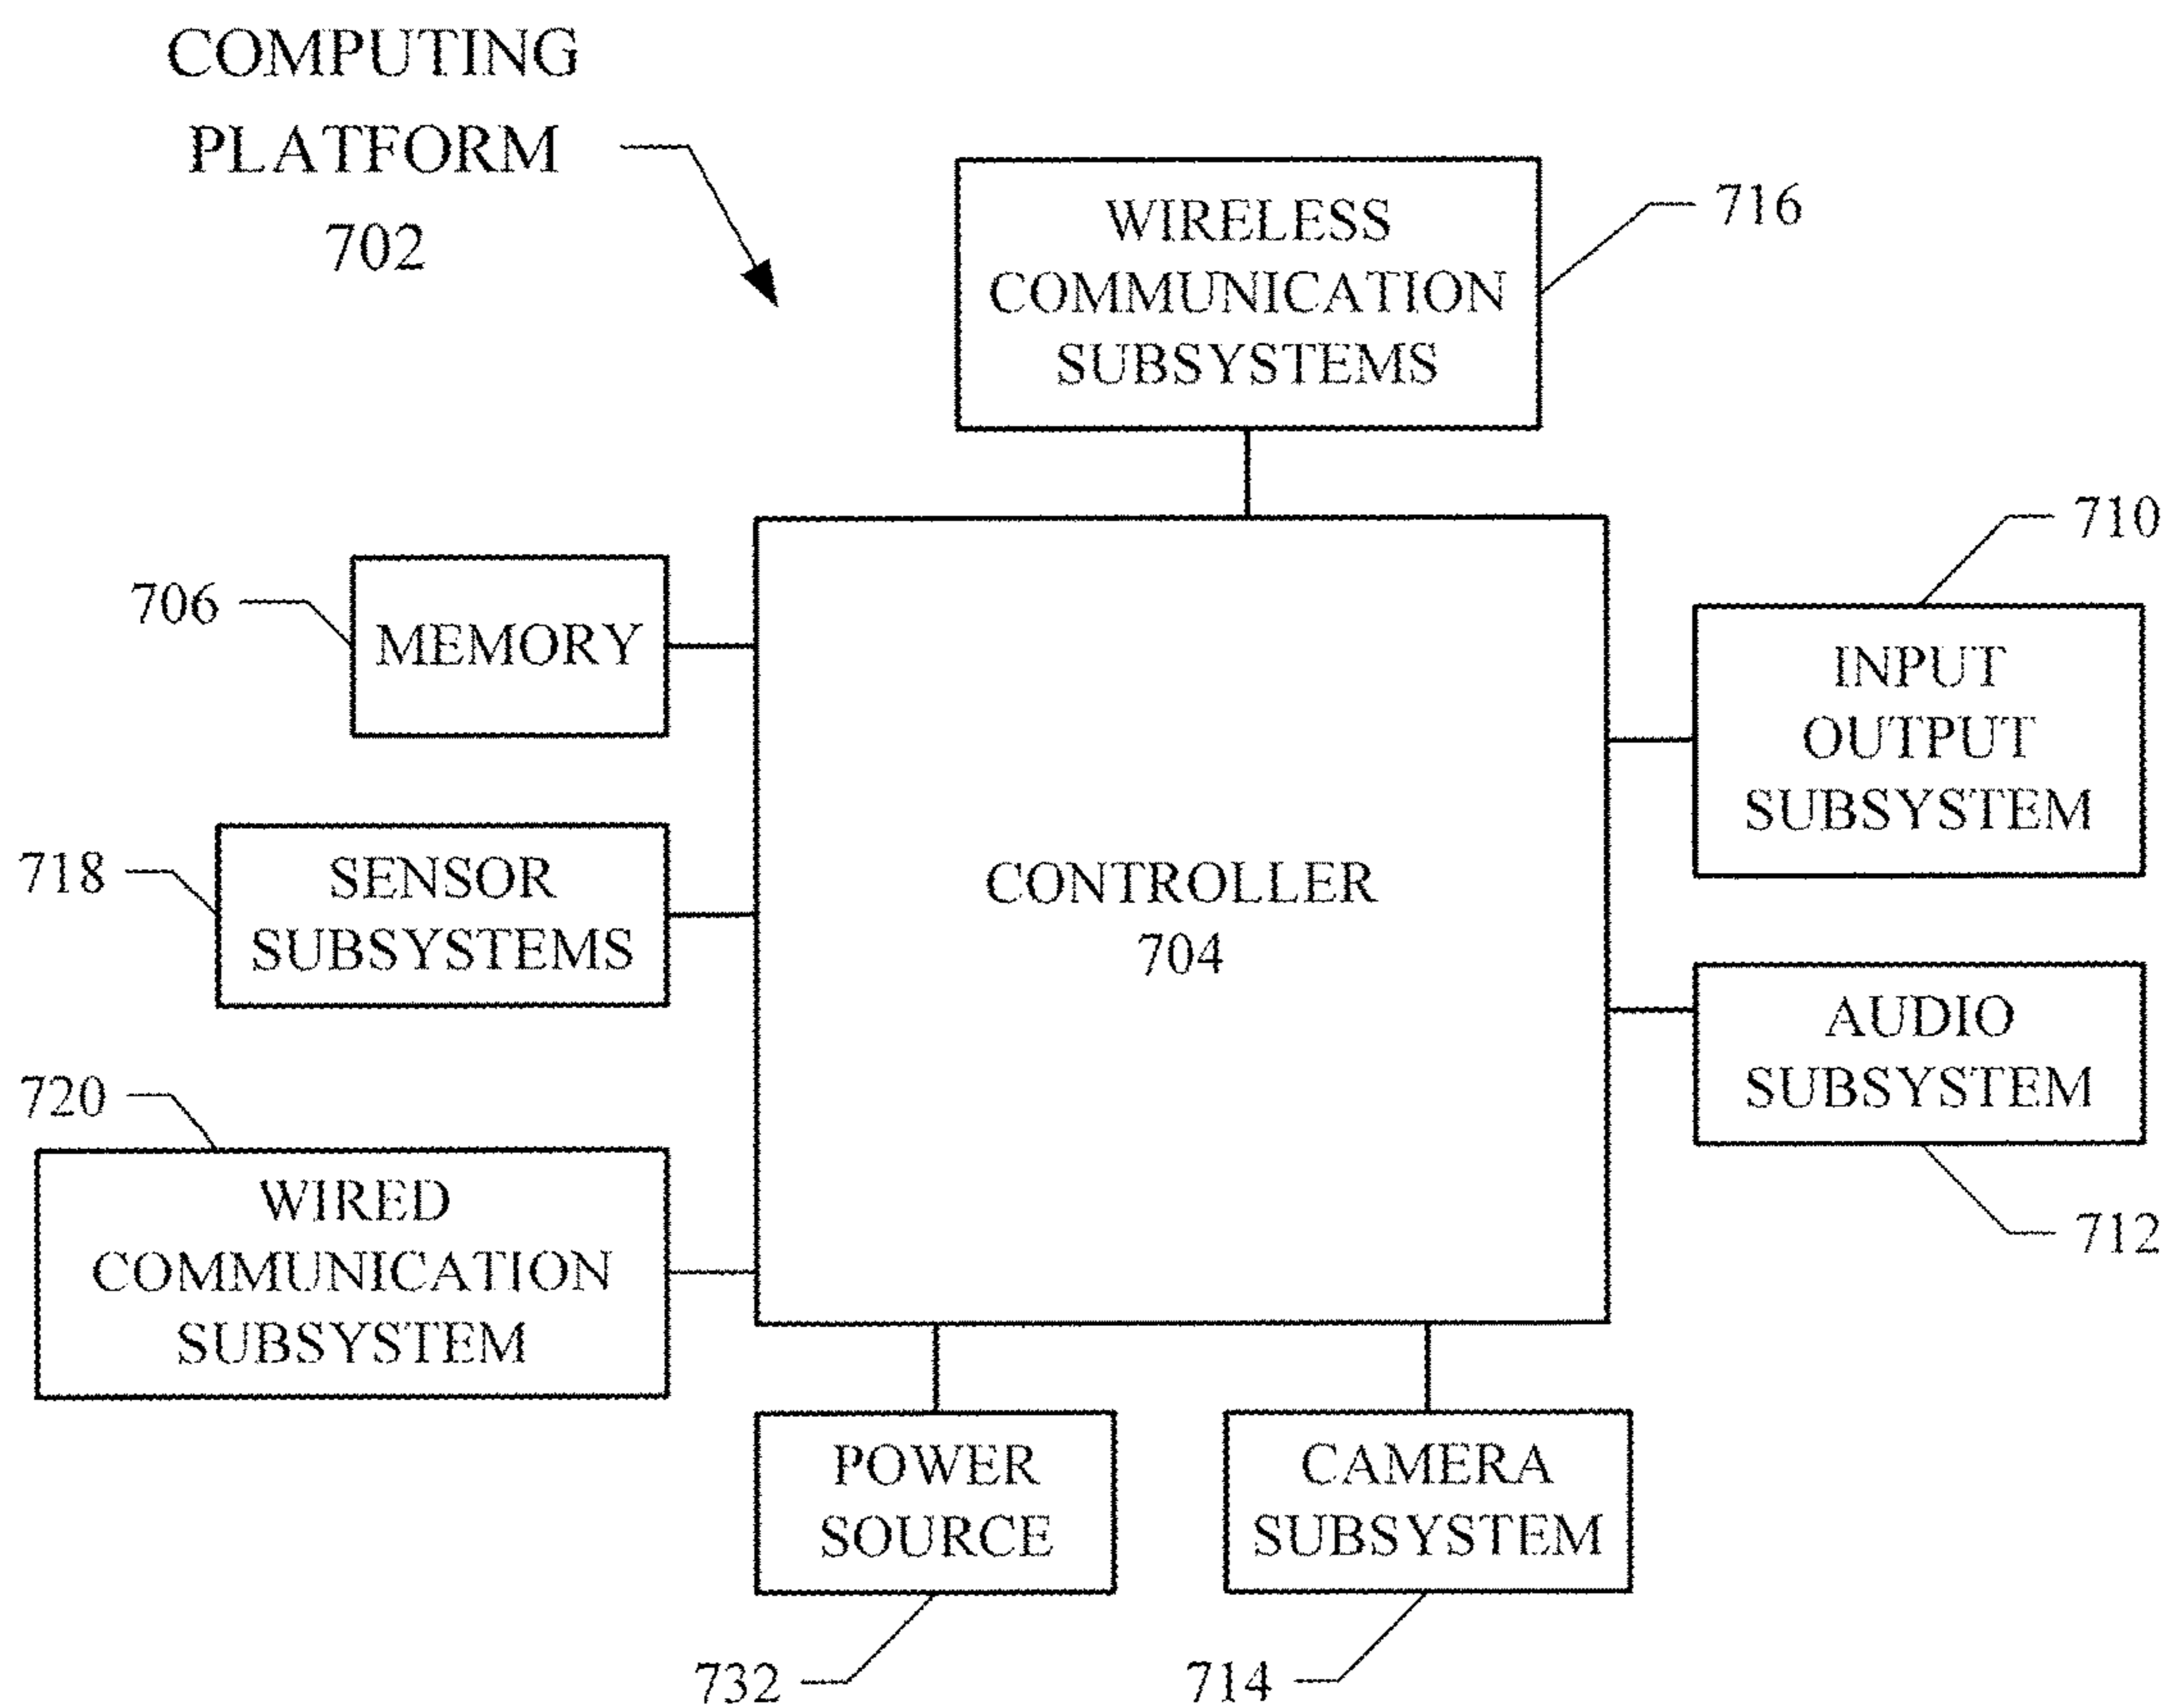 COMPUTING
PLATFORM
702
WIRELESS
COMMUNICATION
SUBSYSTEMS
716
710
706
MEMORY
INPUT
OUTPUT
SUBSYSTEM
718
SENSOR
SUBSYSTEMS
CONTROLLER
704
AUDIO
SUBSYSTEM
712
720
WIRED
COMMUNICATION
SUBSYSTEM
POWER
SOURCE
732
CAMERA
SUBSYSTEM
714